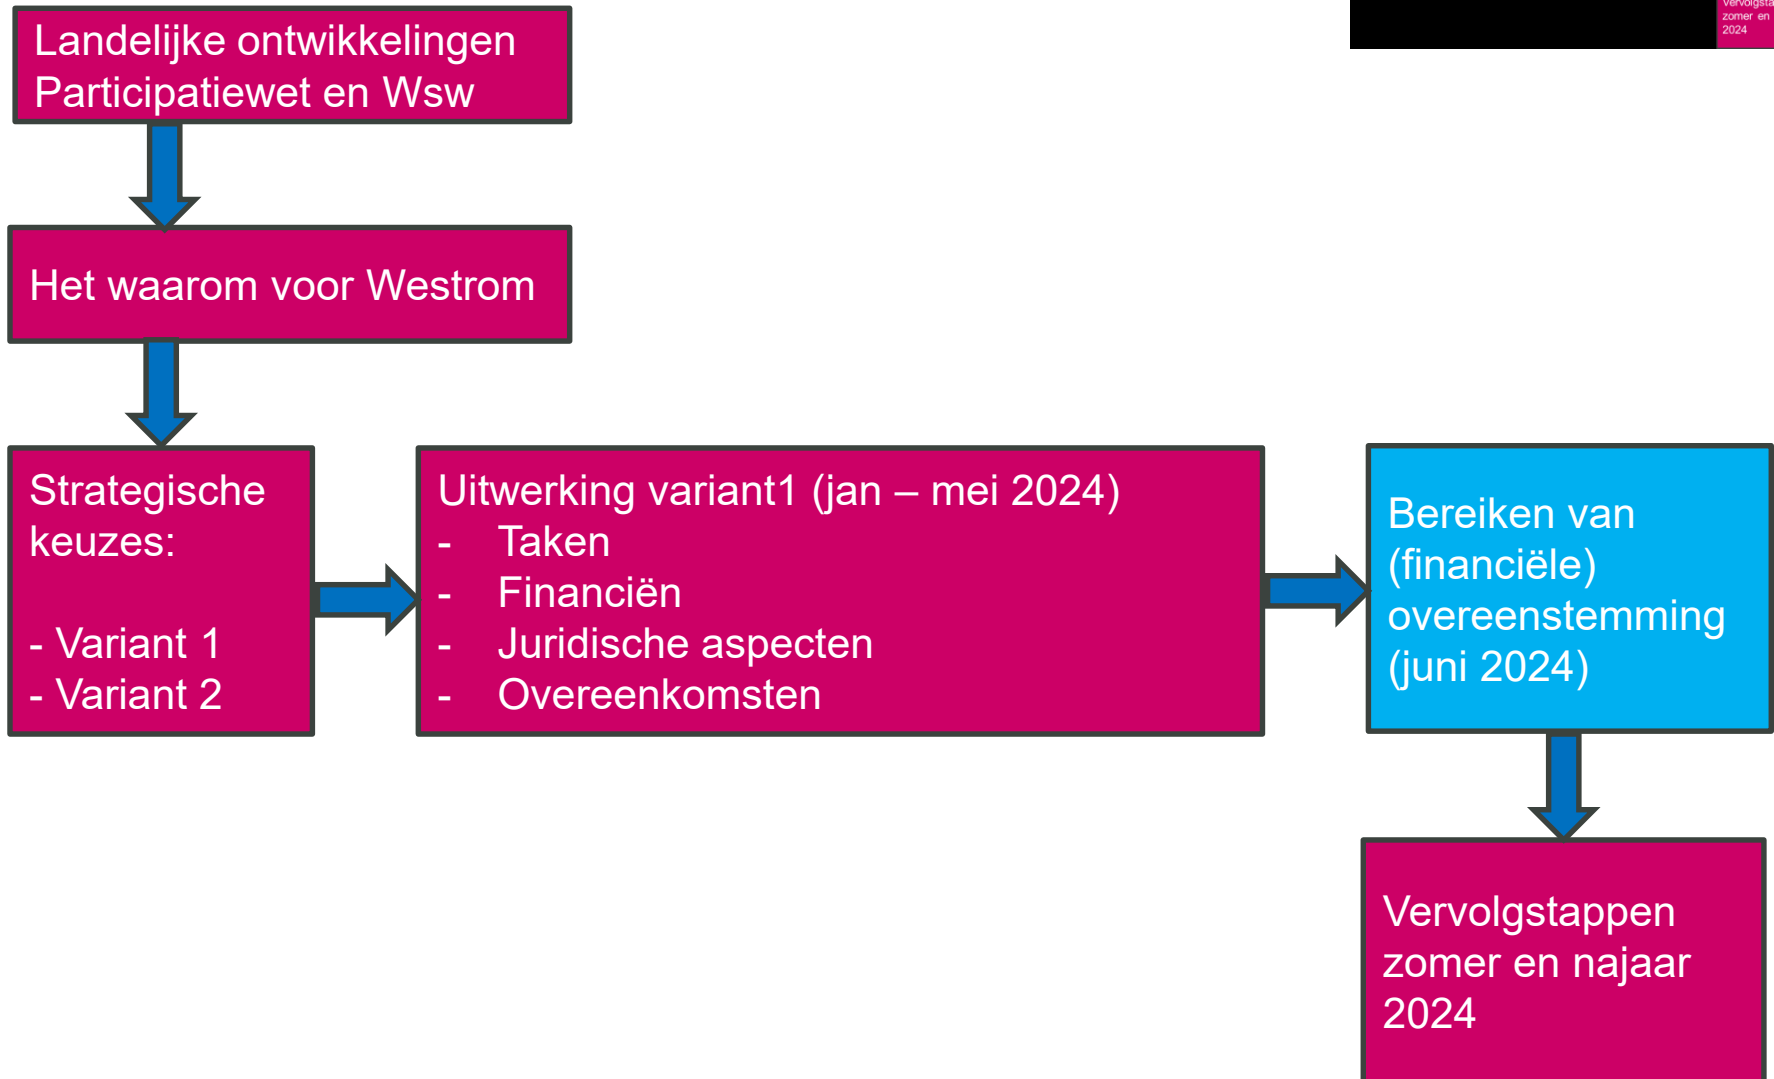 Landelijke ontwikkelingen
Participatiewet en Wsw
Het waarom voor Westrom
Strategische
keuzes:
- Variant 1
- Variant 2
Uitwerking variant1 (jan – mei 2024)
- Taken
- Financiën
- Juridische aspecten
- Overeenkomsten
Bereiken van
(financiële)
overeenstemming
(juni 2024)
Vervolgstappen
zomer en najaar
2024
zomer en
2024